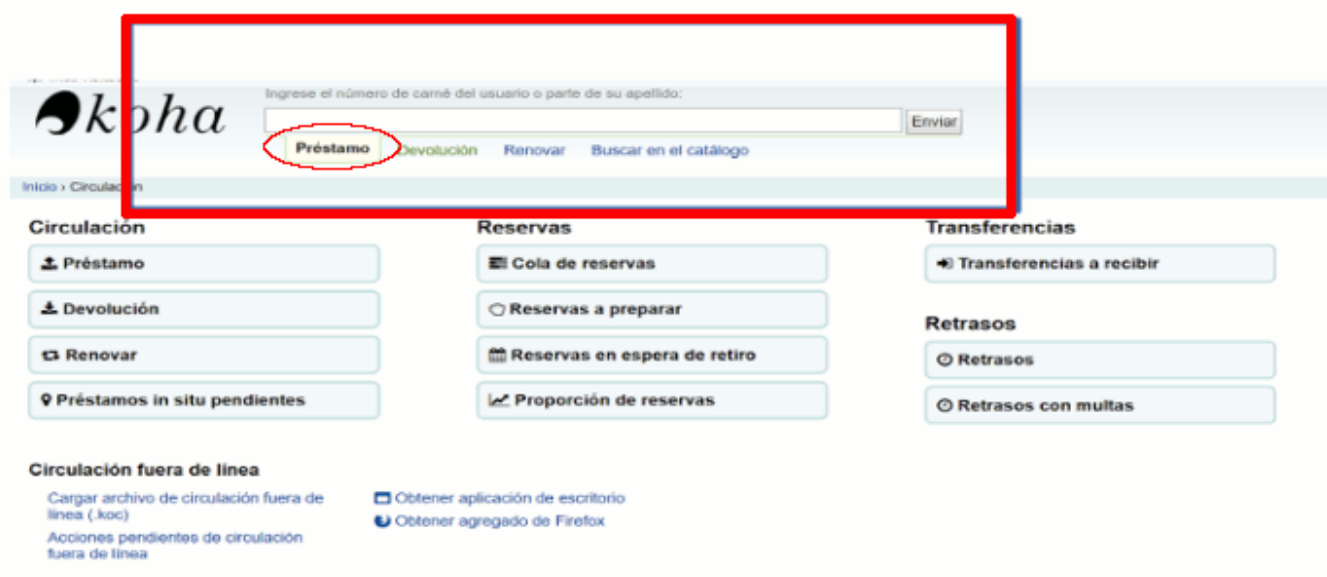 koha
Ingrese el número de carné del usuario o parte de su apellido:
Enviar
Préstamo Devolución Renovar Buscar en el catálogo
Inicio › Circulación
Circulación
Préstamo
Devolución
Renovar
Préstamos in situ pendientes
Reservas
Cola de reservas
Reservas a preparar
Reservas en espera de retiro
Proporción de reservas
Transferencias
Transferencias a recibir
Retrasos
Retrasos
Retrasos con multas
Circulación fuera de línea
Cargar archivo de circulación fuera de
línea (.koc)
Acciones pendientes de circulación
fuera de línea
Obtener aplicación de escritorio
Obtener agregado de Firefox